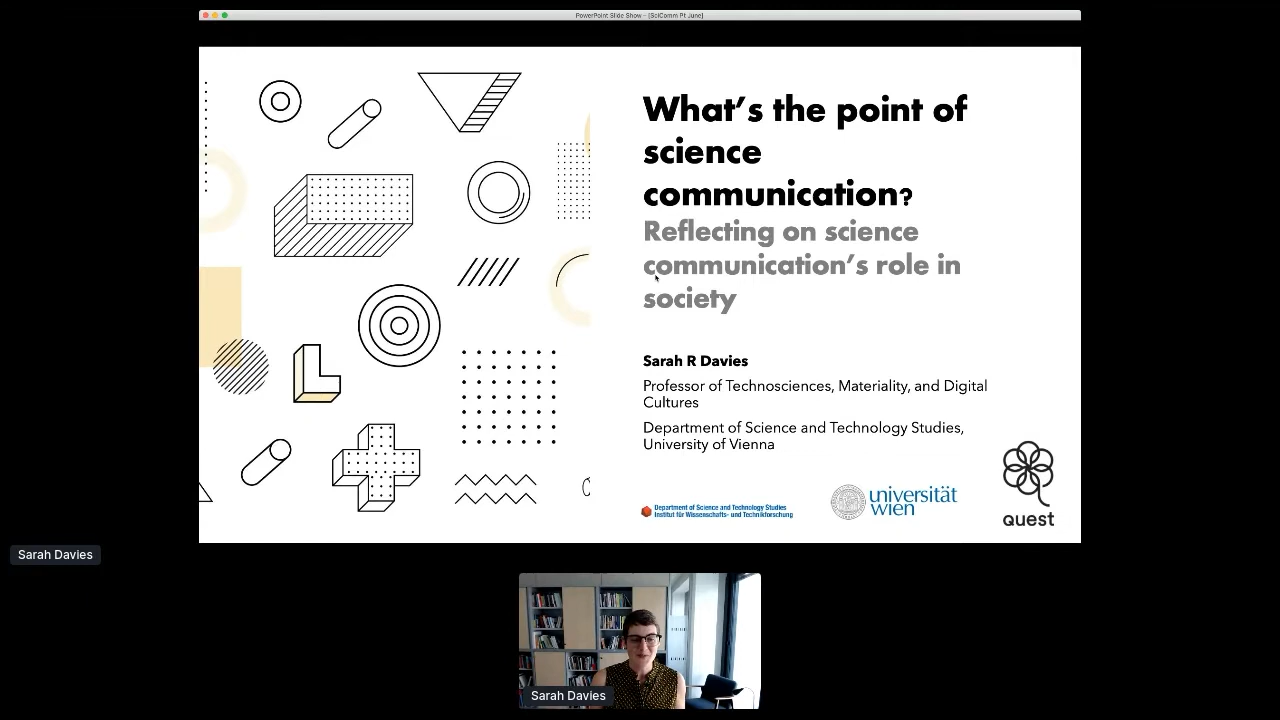 PowerPoint Slide Show - [SciComm Pt June]
What's the point of
science
communication?
Reflecting on science
communication's role in
society
Sarah R Davies
Professor of Technosciences, Materiality, and Digital
Cultures
Department of Science and Technology Studies,
University of Vienna
Department of Science and Technology Studies
Institut für Wissenschafts- und Technikforschung
universität
wien
quest
Sarah Davies
Sarah Davies